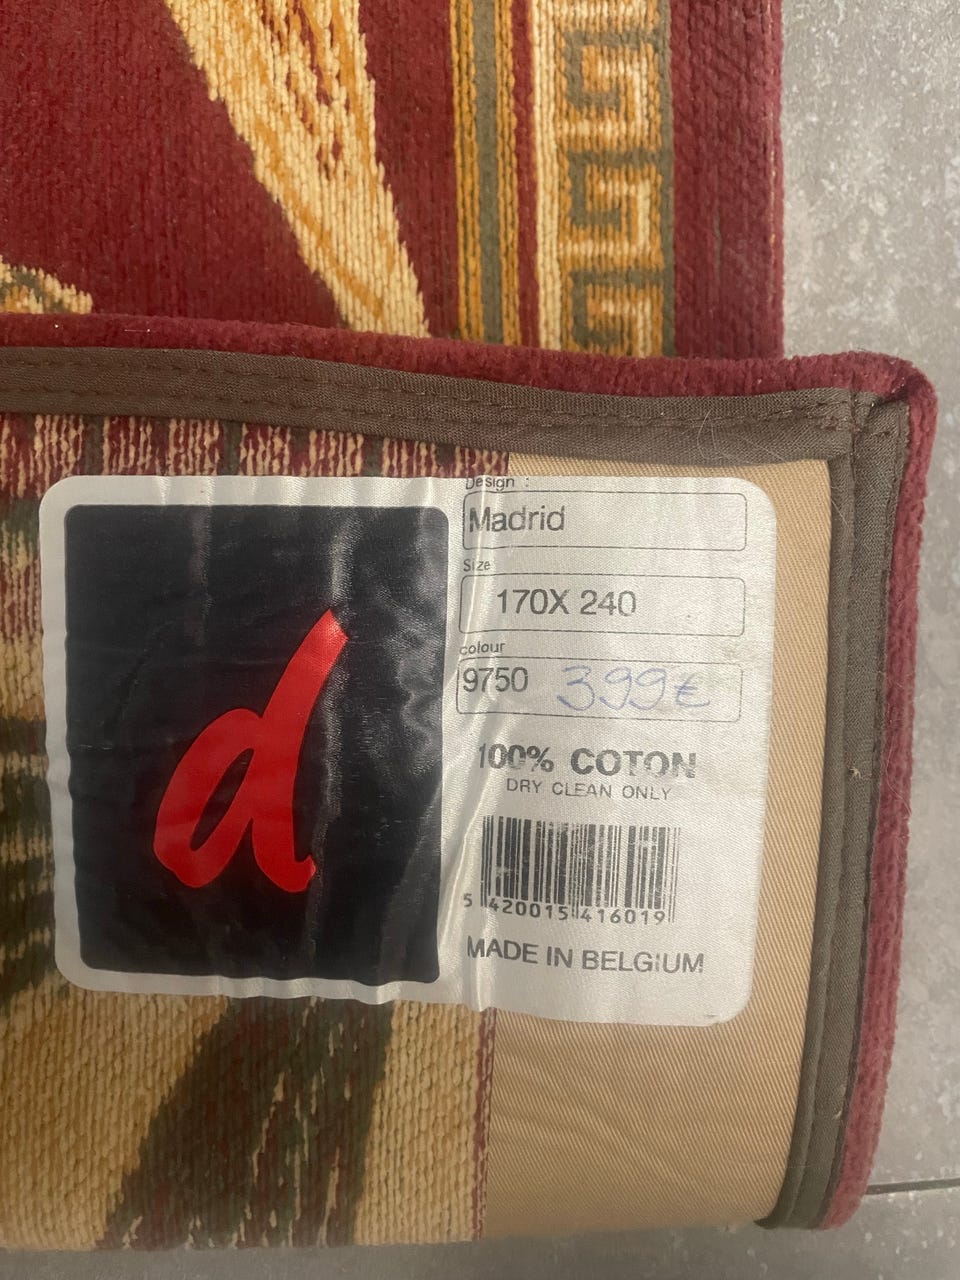 d
Design :
Madrid
Size
170X 240
colour
9750 399€
100% COTON
DRY CLEAN ONLY
5 420015 416019
MADE IN BELGIUM